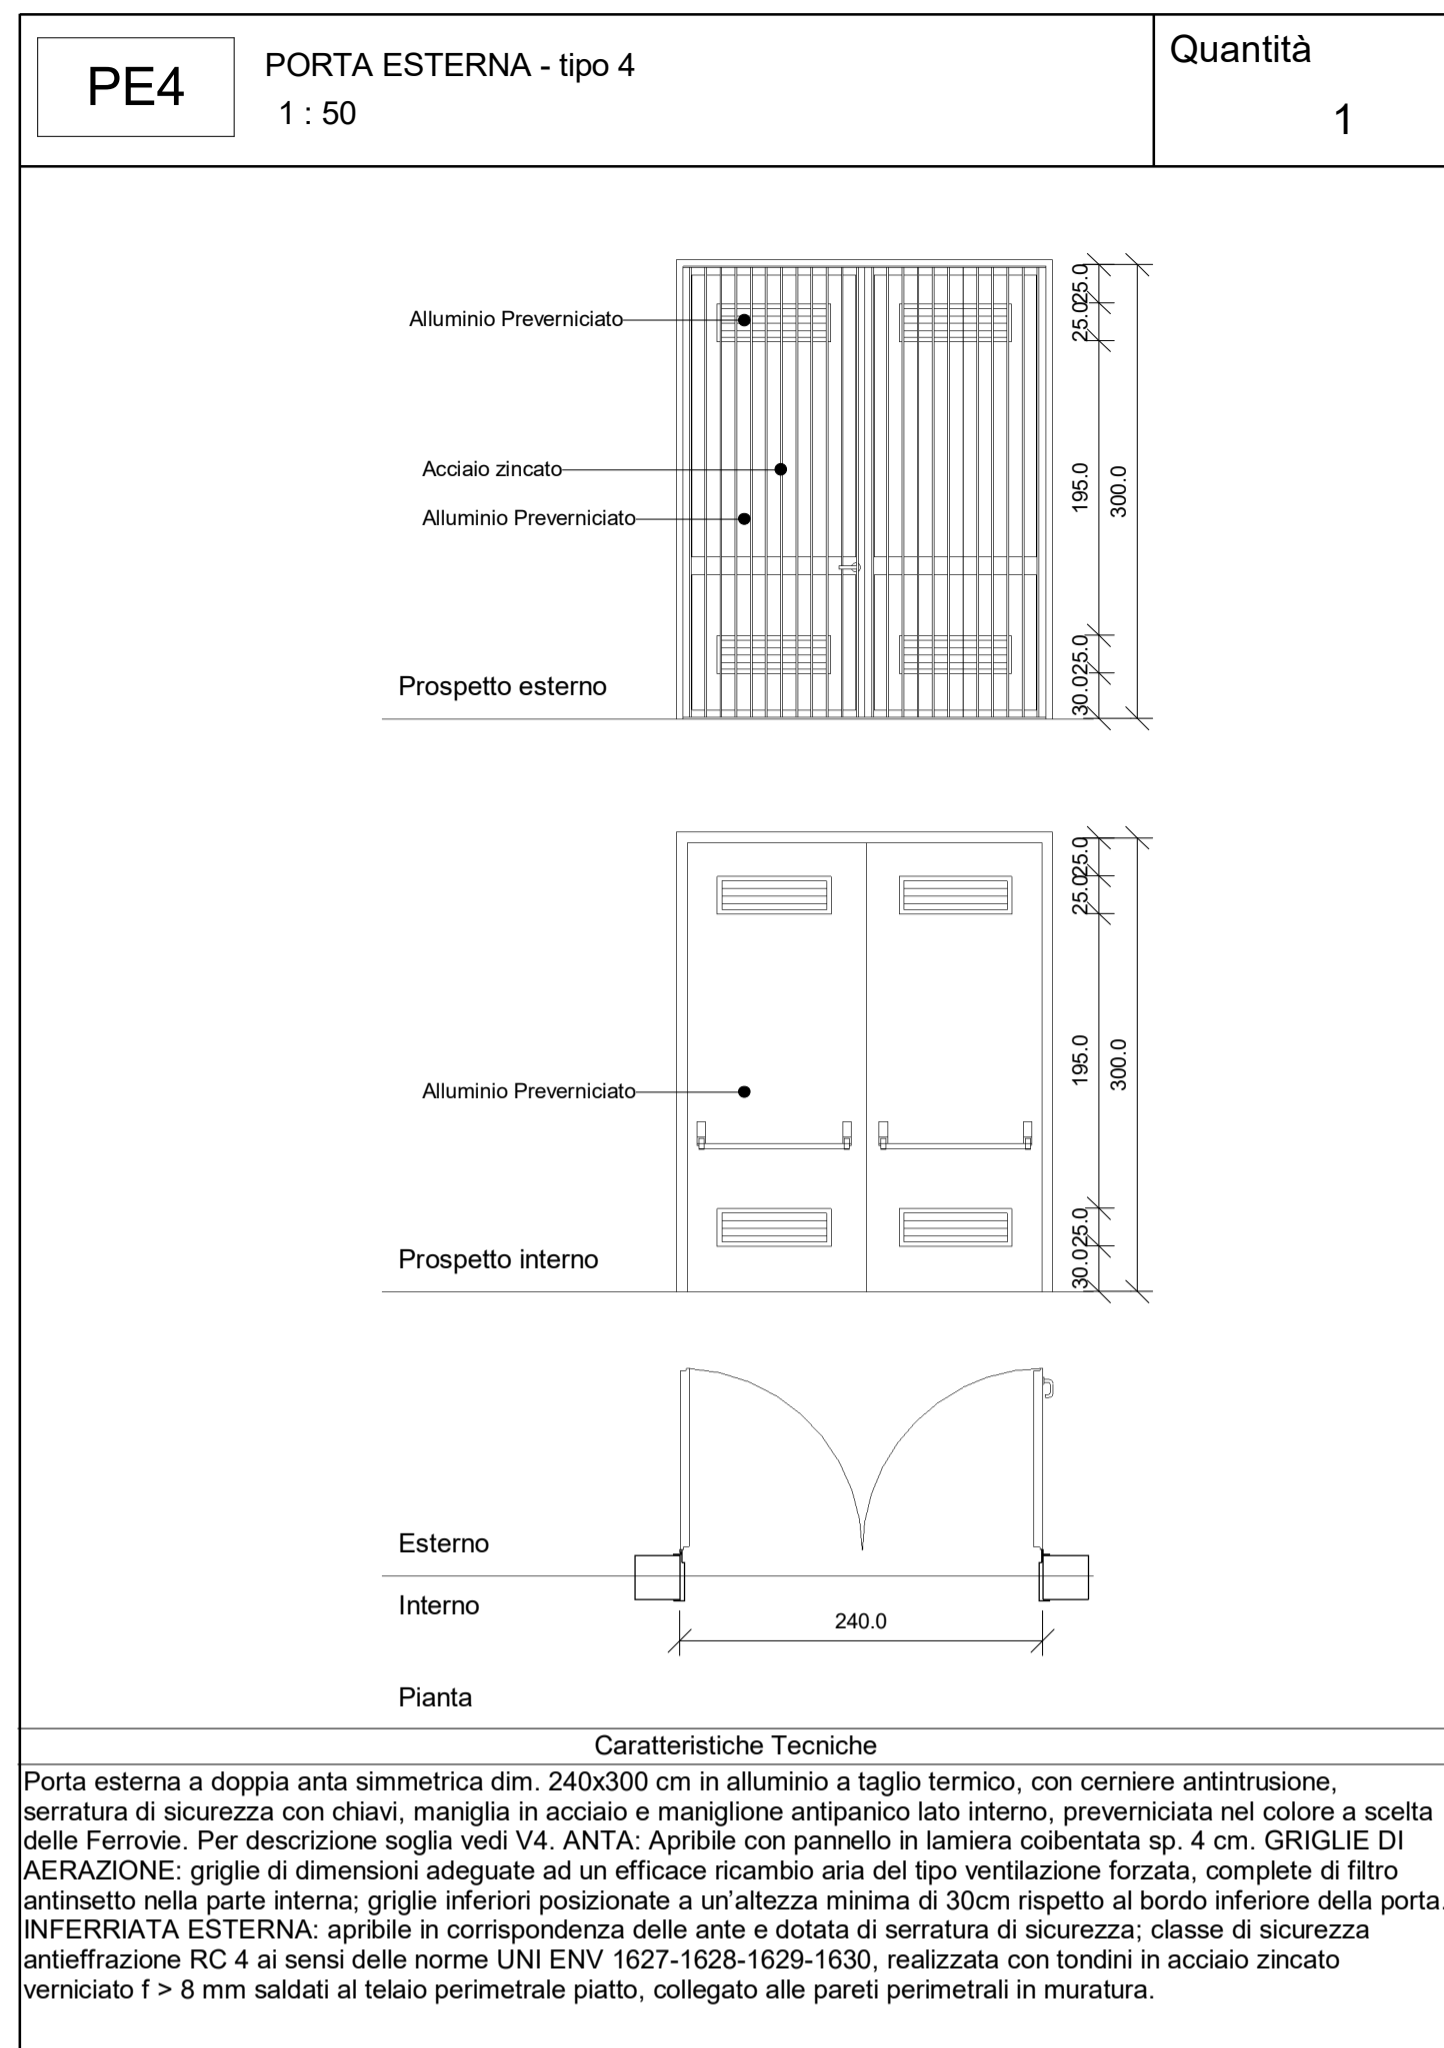 PE4
PORTA ESTERNA - tipo 4
1 : 50
Quantità
1
Alluminio Preverniciato
Acciaio zincato
Alluminio Preverniciato
Prospetto esterno
25.0
25.0
195.0
300.0
25.0
30.0
Alluminio Preverniciato
Prospetto interno
25.0
25.0
195.0
300.0
25.0
30.0
Esterno
Interno
240.0
Pianta
Caratteristiche Tecniche
Porta esterna a doppia anta simmetrica dim. 240x300 cm in alluminio a taglio termico, con cerniere antintrusione,
serratura di sicurezza con chiavi, maniglia in acciaio e maniglione antipanico lato interno, preverniciata nel colore a scelta
delle Ferrovie. Per descrizione soglia vedi V4. ANTA: Apribile con pannello in lamiera coibentata sp. 4 cm. GRIGLIE DI
AERAZIONE: griglie di dimensioni adeguate ad un efficace ricambio aria del tipo ventilazione forzata, complete di filtro
antinsetto nella parte interna; griglie inferiori posizionate a un’altezza minima di 30cm rispetto al bordo inferiore della porta.
INFERRIATA ESTERNA: apribile in corrispondenza delle ante e dotata di serratura di sicurezza; classe di sicurezza
antieffrazione RC 4 ai sensi delle norme UNI ENV 1627-1628-1629-1630, realizzata con tondini in acciaio zincato
verniciato f > 8 mm saldati al telaio perimetrale piatto, collegato alle pareti perimetrali in muratura.